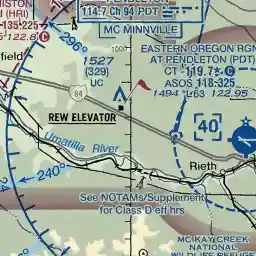 PENDLETON
114.7 Ch 94 PDT
MC MINNVILLE
(HRI)
135.225
122.8 C
296°
field
1527
(329)
UC
EASTERN OREGON RGN
AT PENDLETON (PDT)
CT - 119.7 C
ASOS 118.325
1494 L 63 122.95
84
REW ELEVATOR
40
Umatilla River
Rieth
240°
See NOTAMs/Supplement
for Class D eff hrs
MCKAY CREEK
NATIONAL
WILDLIFE REFUGE